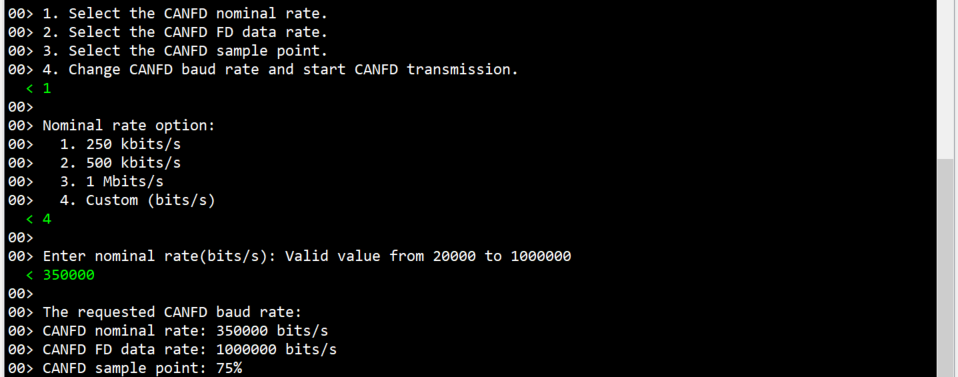 00> 1. Select the CANFD nominal rate.
00> 2. Select the CANFD FD data rate.
00> 3. Select the CANFD sample point.
00> 4. Change CANFD baud rate and start CANFD transmission.
< 1
00>
00> Nominal rate option:
00>   1. 250 kbits/s
00>   2. 500 kbits/s
00>   3. 1 Mbits/s
00>   4. Custom (bits/s)
< 4
00>
00> Enter nominal rate(bits/s): Valid value from 20000 to 1000000
< 350000
00>
00> The requested CANFD baud rate:
00> CANFD nominal rate: 350000 bits/s
00> CANFD FD data rate: 1000000 bits/s
00> CANFD sample point: 75%